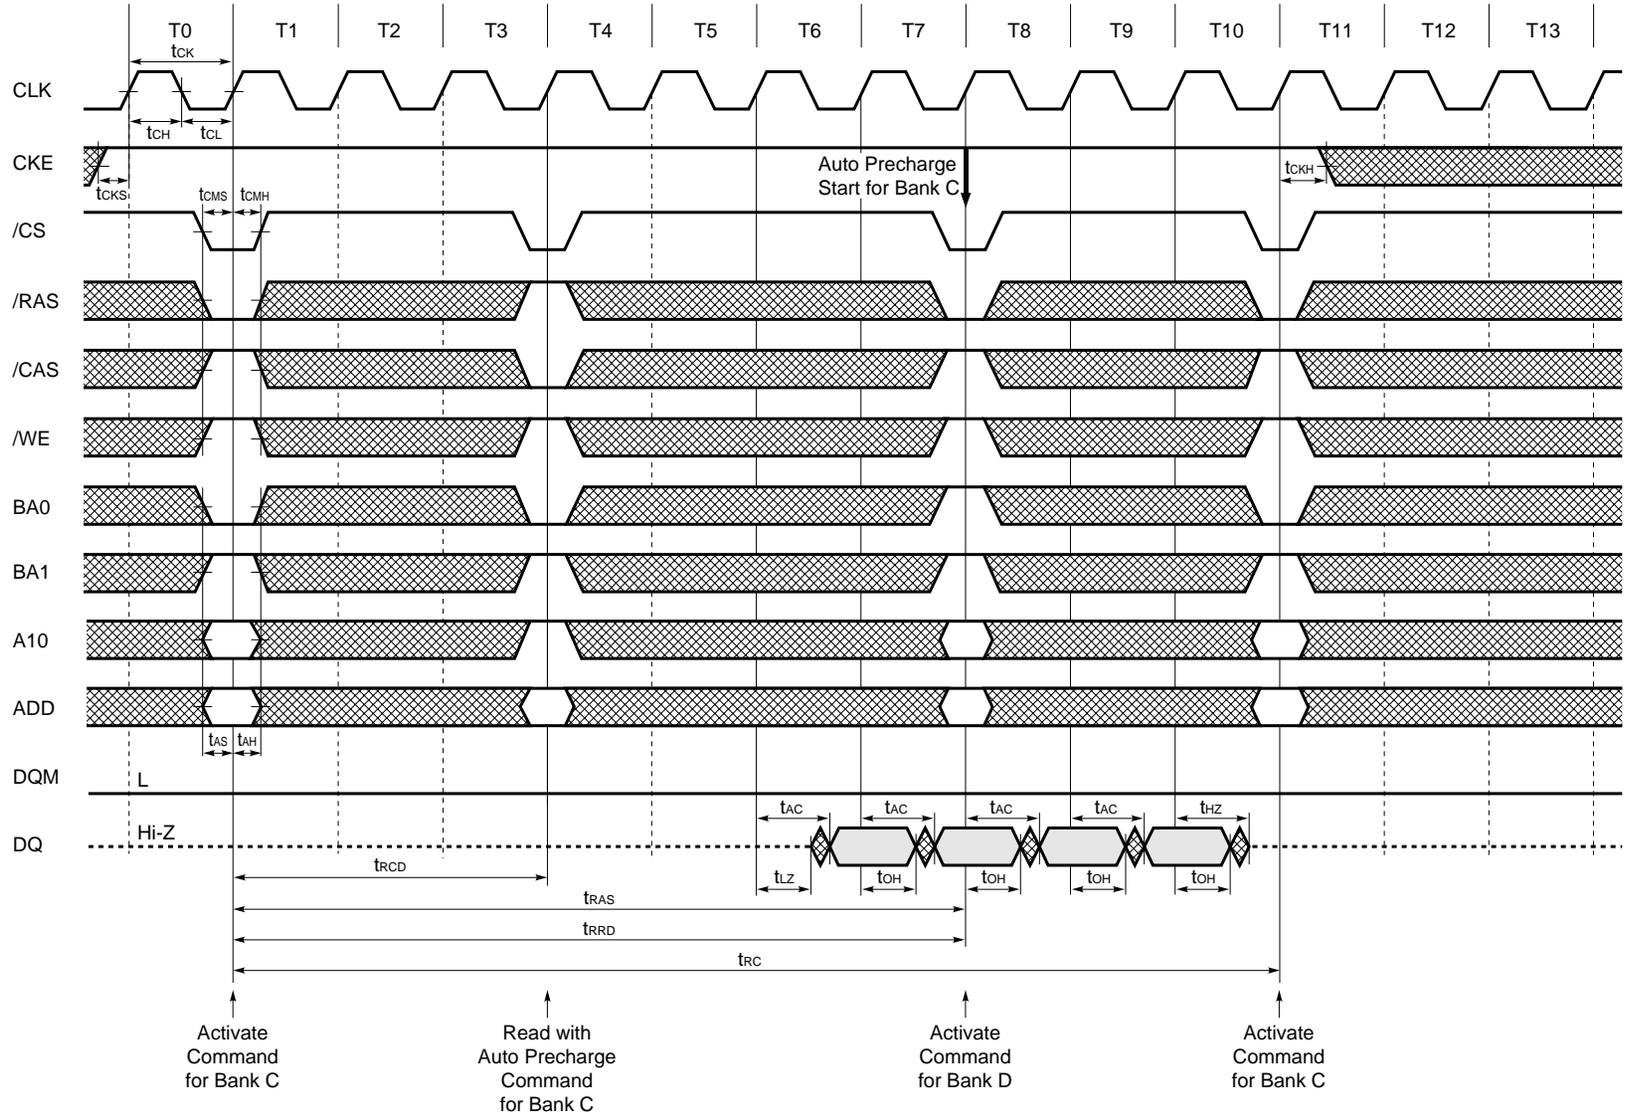 T0 T1 T2 T3 T4 T5 T6 T7 T8 T9 T10 T11 T12 T13
tCK
CLK
tCH tCL
CKE
Auto Precharge
Start for Bank C
tCKH
tCKS tCMS tCMH
/CS
/RAS
/CAS
/WE
BA0
BA1
A10
ADD
tAS tAH
DQM
L
tAC tAC tAC tAC tHZ
Hi-Z
DQ
tRCD
tLZ tOH tOH tOH tOH
tRAS
tRRD
tRC
Activate
Command
for Bank C
Read with
Auto Precharge
Command
for Bank C
Activate
Command
for Bank D
Activate
Command
for Bank C